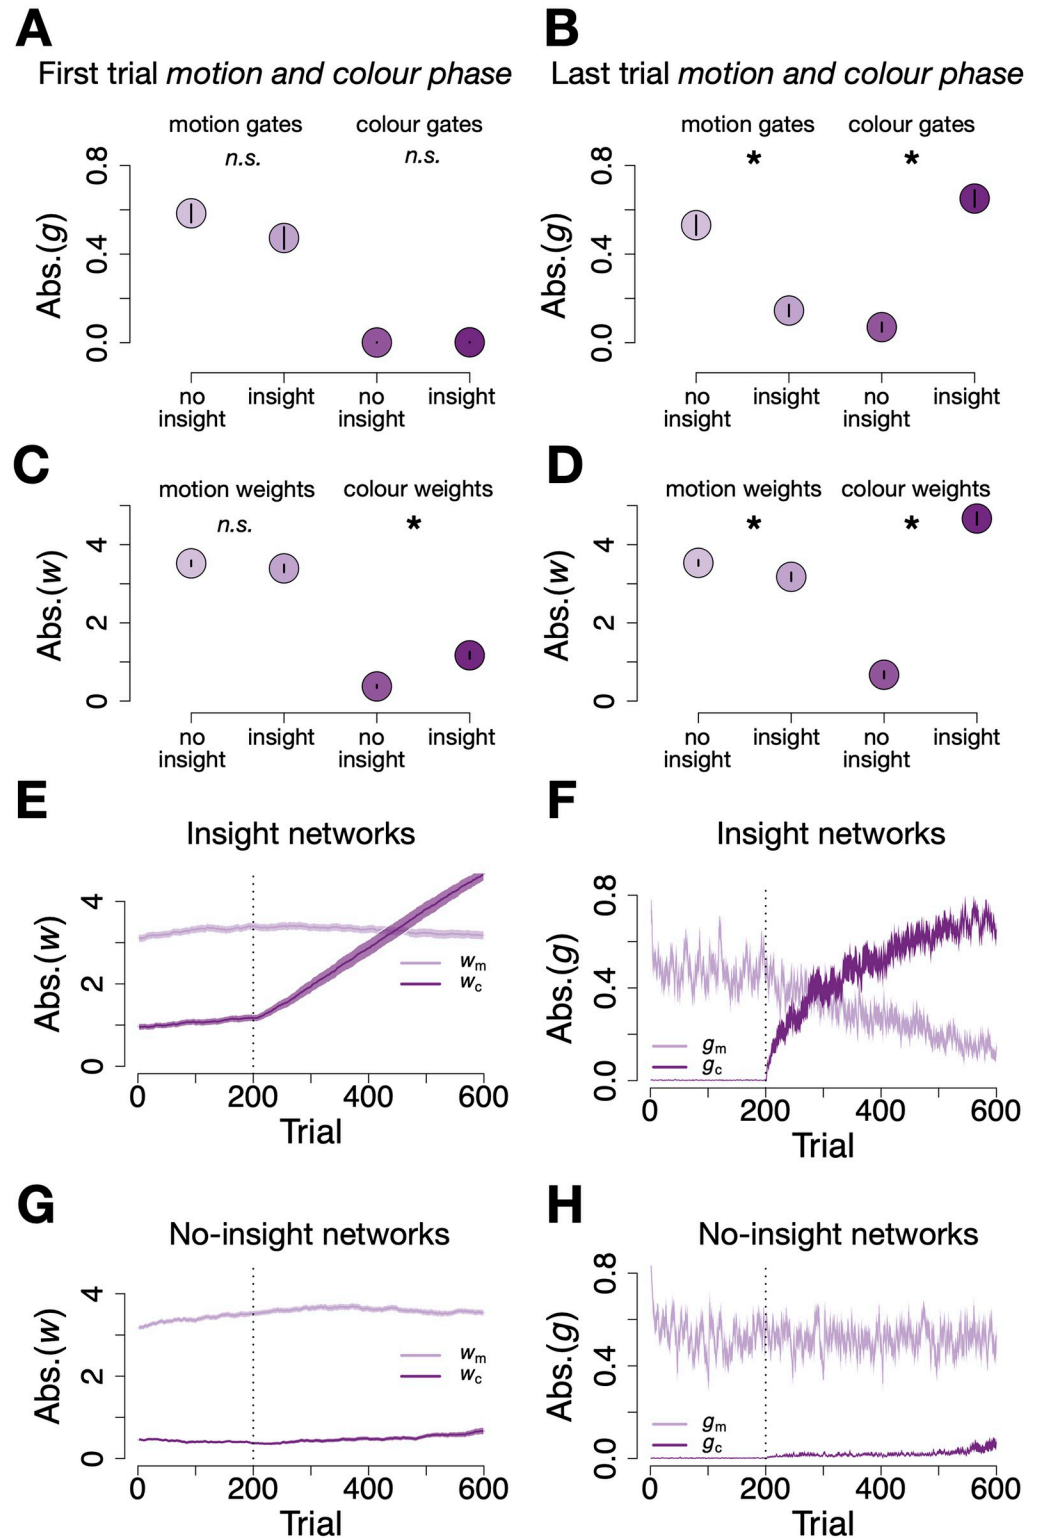 A
First trial motion and colour phase
motion gates colour gates
n.s. n.s.
Abs.(g)
0.8
0.4
0.0
no insight no insight
insight insight
B
Last trial motion and colour phase
motion gates colour gates
* *
Abs.(g)
0.8
0.4
0.0
no insight no insight
insight insight
C
motion weights colour weights
n.s. *
Abs.(w)
4
2
0
no insight no insight
insight insight
D
motion weights colour weights
* *
Abs.(w)
4
2
0
no insight no insight
insight insight
E
Insight networks
Abs.(w)
4
2
0
wm
wc
0 200 400 600
Trial
F
Insight networks
Abs.(g)
0.8
0.4
0.0
gm
gc
0 200 400 600
Trial
G
No-insight networks
Abs.(w)
4
2
0
wm
wc
0 200 400 600
Trial
H
No-insight networks
Abs.(g)
0.8
0.4
0.0
gm
gc
0 200 400 600
Trial